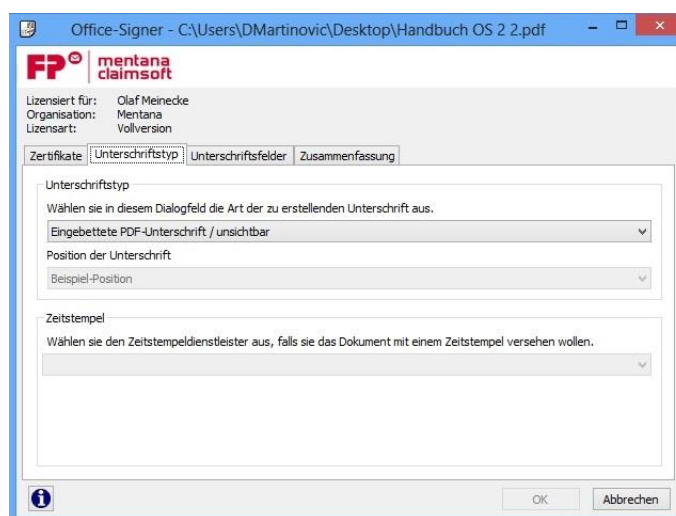 Office-Signer - C:\Users\DMartinovic\Desktop\Handbuch OS 2 2.pdf
FP mentana
claimsoft
Lizensiert für: Olaf Meinecke
Organisation: Mentana
Lizensart: Vollversion
Zertifikate Unterschriftstyp Unterschriftsfelder Zusammenfassung
Unterschriftstyp
Wählen sie in diesem Dialogfeld die Art der zu erstellenden Unterschrift aus.
Eingebettete PDF-Unterschrift / unsichtbar
Position der Unterschrift
Beispiel-Position
Zeitstempel
Wählen sie den Zeitstempeldienstleister aus, falls sie das Dokument mit einem Zeitstempel versehen wollen.
OK Abbrechen